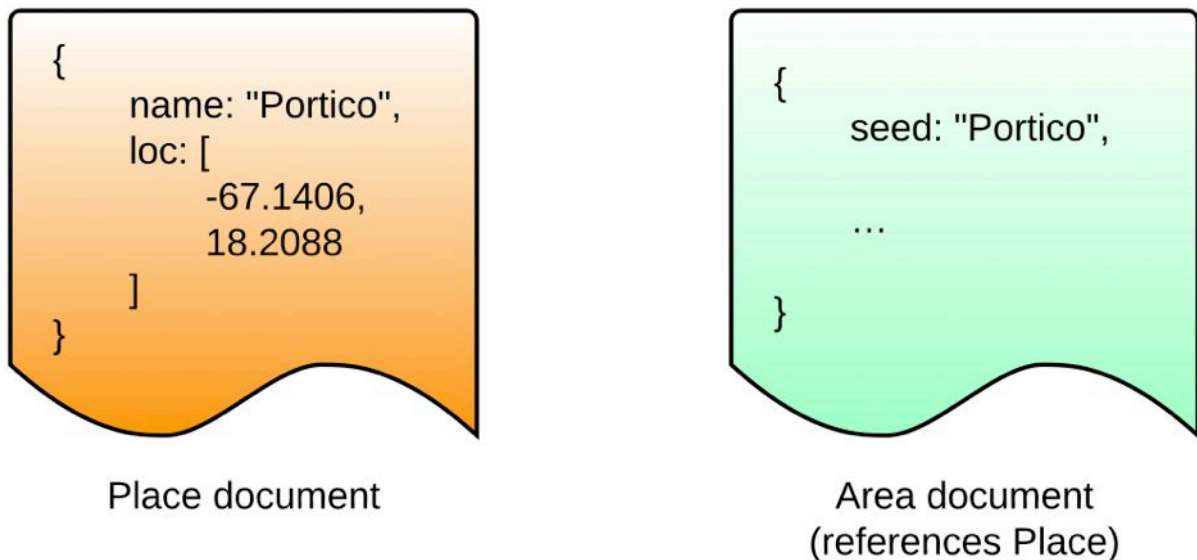 {
name: "Portico",
loc: [
-67.1406,
18.2088
]
}
Place document
{
seed: "Portico",
…
}
Area document
(references Place)